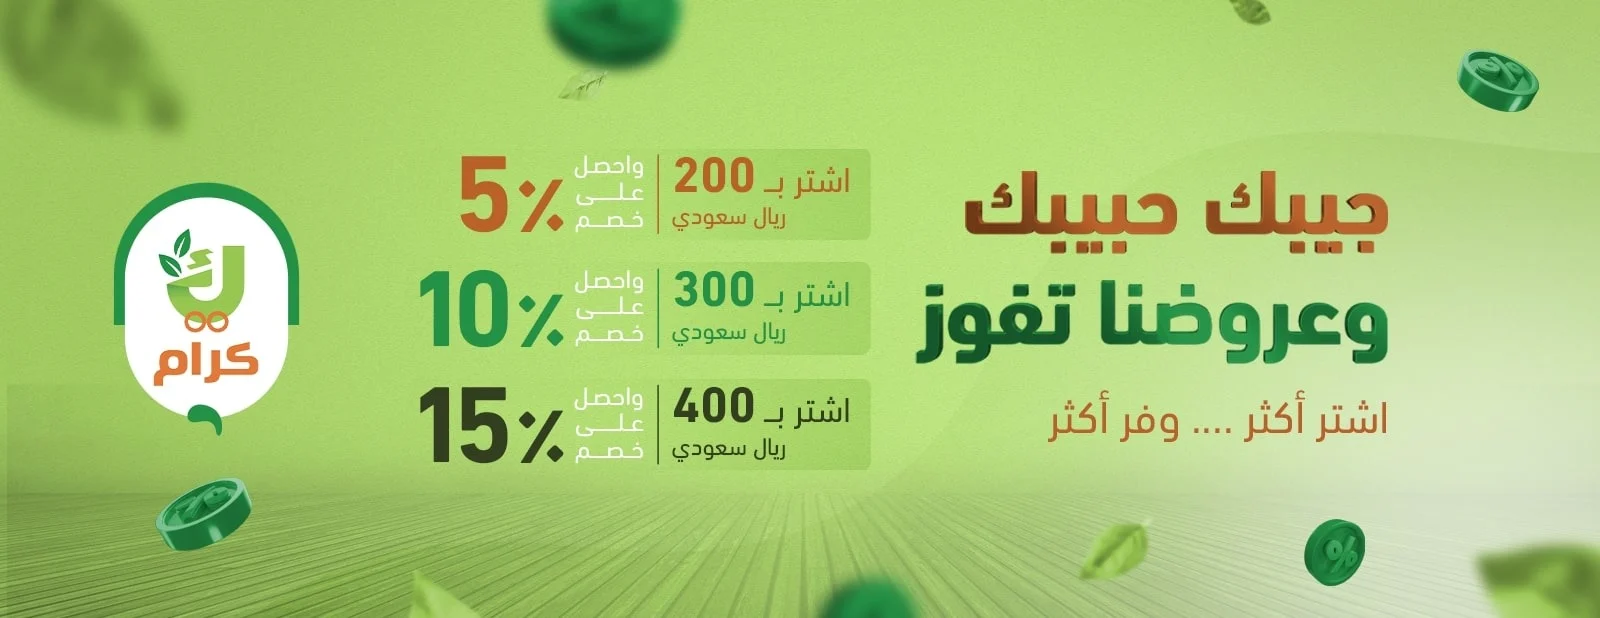 جيبك حبيبك
وعروضنا تفوز
اشتر أكثر .... وفر أكثر
اشتر بـ 200
ريال سعودي
واحصل
على
خصم
5%
اشتر بـ 300
ريال سعودي
واحصل
على
خصم
10%
اشتر بـ 400
ريال سعودي
واحصل
على
خصم
15%
ك
كرام
%
%
%